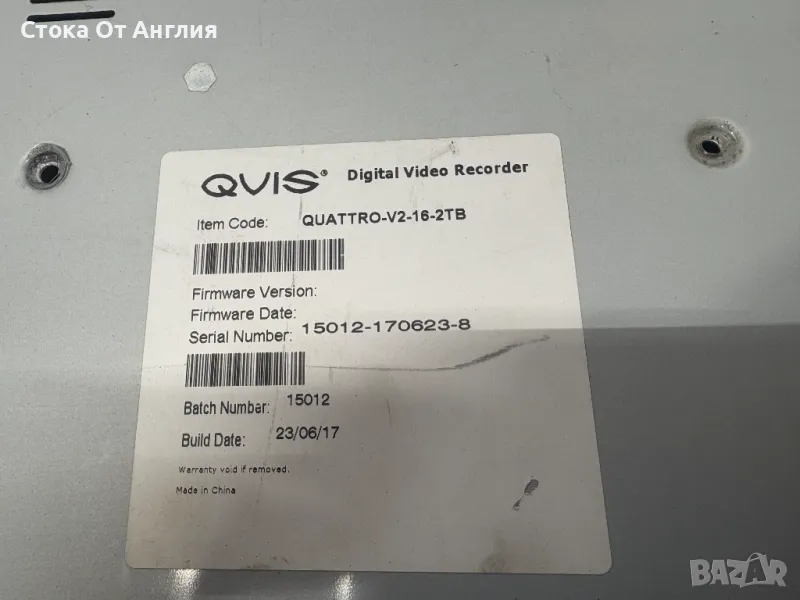 Стока От Англия
QVIS® Digital Video Recorder
Item Code: QUATTRO-V2-16-2TB
Firmware Version:
Firmware Date:
Serial Number: 15012-170623-8
Batch Number: 15012
Build Date: 23/06/17
Warranty void if removed.
Made in China
BAZAR